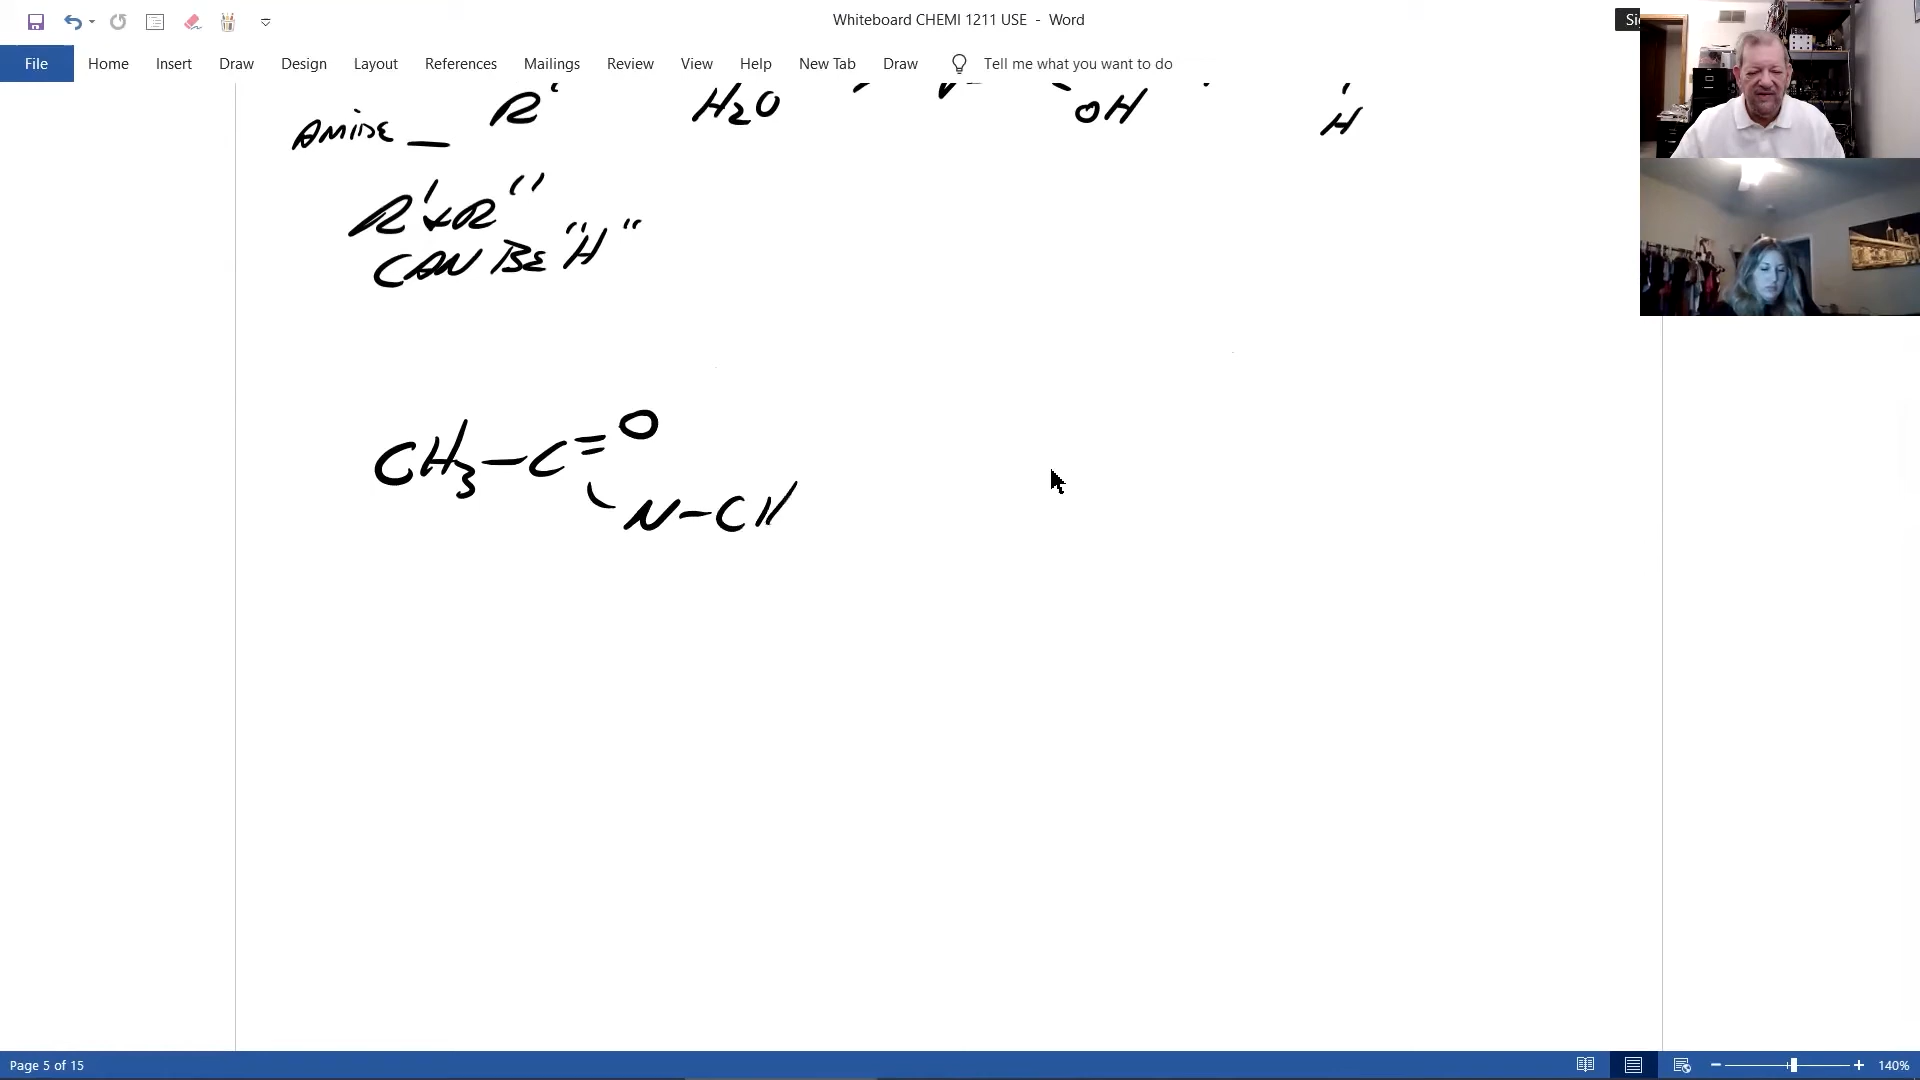 Whiteboard CHEMI 1211 USE - Word
File Home Insert Draw Design Layout References Mailings Review View Help New Tab Draw Tell me what you want to do
AMIDE — R' H2O OH H
R' & R''
CAN BE "H"
CH3-C=O
N-CH
Page 5 of 15
140%